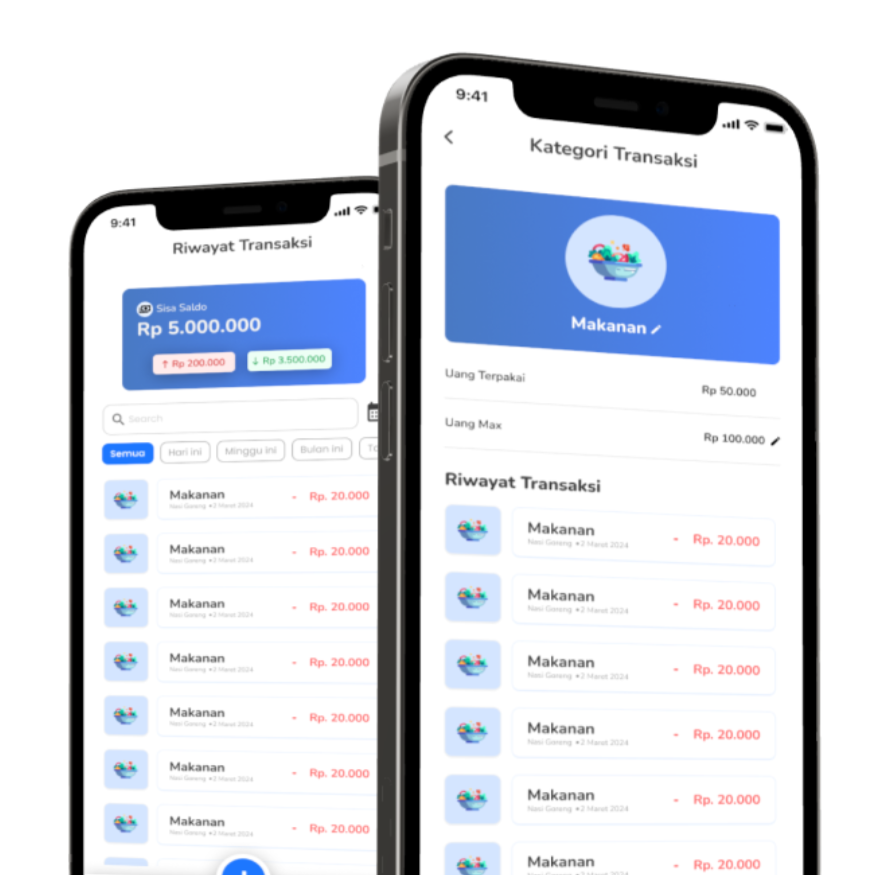 9:41
Riwayat Transaksi
Sisa Saldo
Rp 5.000.000
↑ Rp 200.000 ↓ Rp 3.500.000
Search
Semua Hari ini Minggu ini Bulan ini
Makanan - Rp. 20.000
Nasi Goreng •2 Maret 2024
Makanan - Rp. 20.000
Nasi Goreng •2 Maret 2024
Makanan - Rp. 20.000
Nasi Goreng •2 Maret 2024
Makanan - Rp. 20.000
Nasi Goreng •2 Maret 2024
Makanan - Rp. 20.000
Nasi Goreng •2 Maret 2024
Makanan - Rp. 20.000
Nasi Goreng •2 Maret 2024
Makanan - Rp. 20.000
Nasi Goreng •2 Maret 2024
9:41
Kategori Transaksi
Makanan
Uang Terpakai Rp 50.000
Uang Max Rp 100.000
Riwayat Transaksi
Makanan - Rp. 20.000
Nasi Goreng •2 Maret 2024
Makanan - Rp. 20.000
Nasi Goreng •2 Maret 2024
Makanan - Rp. 20.000
Nasi Goreng •2 Maret 2024
Makanan - Rp. 20.000
Nasi Goreng •2 Maret 2024
Makanan - Rp. 20.000
Nasi Goreng •2 Maret 2024
Makanan - Rp. 20.000